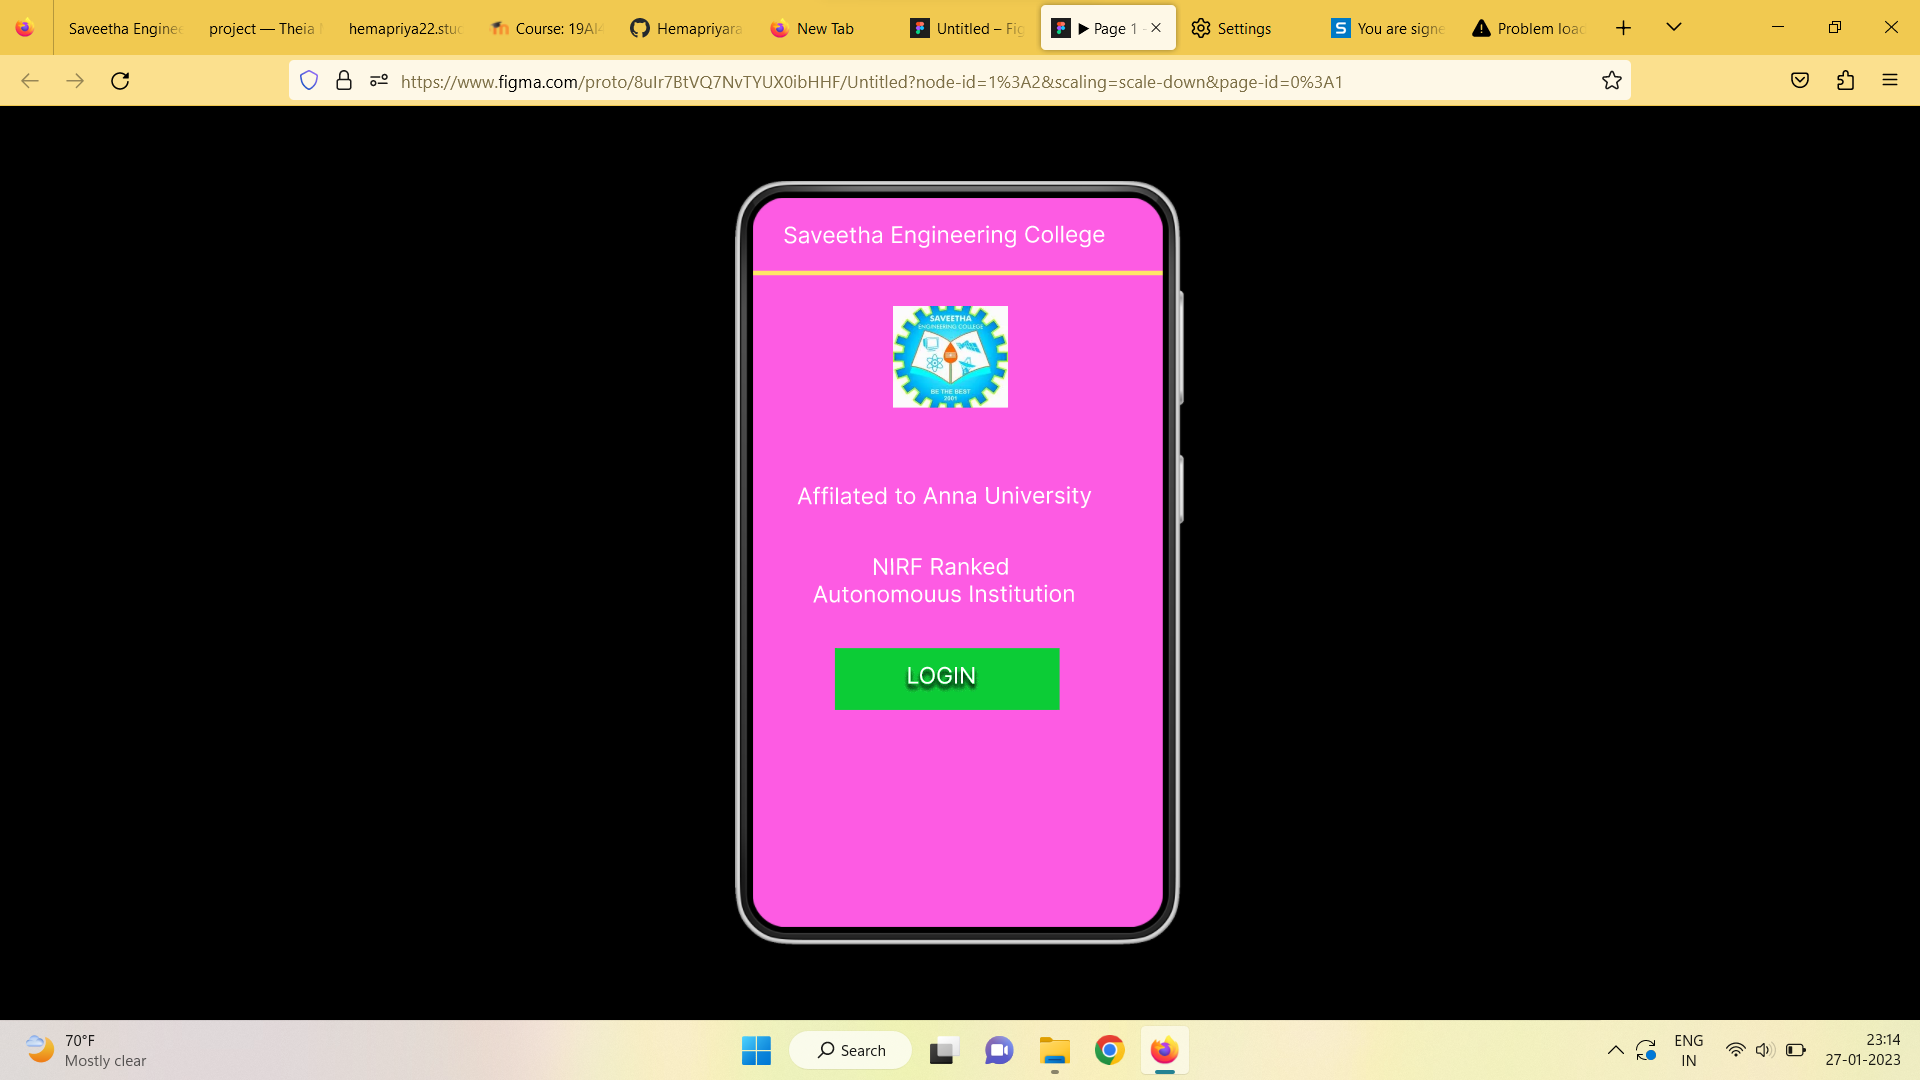 Saveetha Enginee
project — Theia
hemapriya22.stud
Course: 19AI4
Hemapriyara
New Tab
Untitled – Fig
▶ Page 1 -
Settings
You are signe
Problem load
https://www.figma.com/proto/8uIr7BtVQ7NvTYUX0ibHHF/Untitled?node-id=1%3A2&scaling=scale-down&page-id=0%3A1
Saveetha Engineering College
SAVEETHA
ENGINEERING COLLEGE
BE THE BEST
2001
Affilated to Anna University
NIRF Ranked
Autonomouus Institution
LOGIN
70°F
Mostly clear
Search
ENG
IN
23:14
27-01-2023